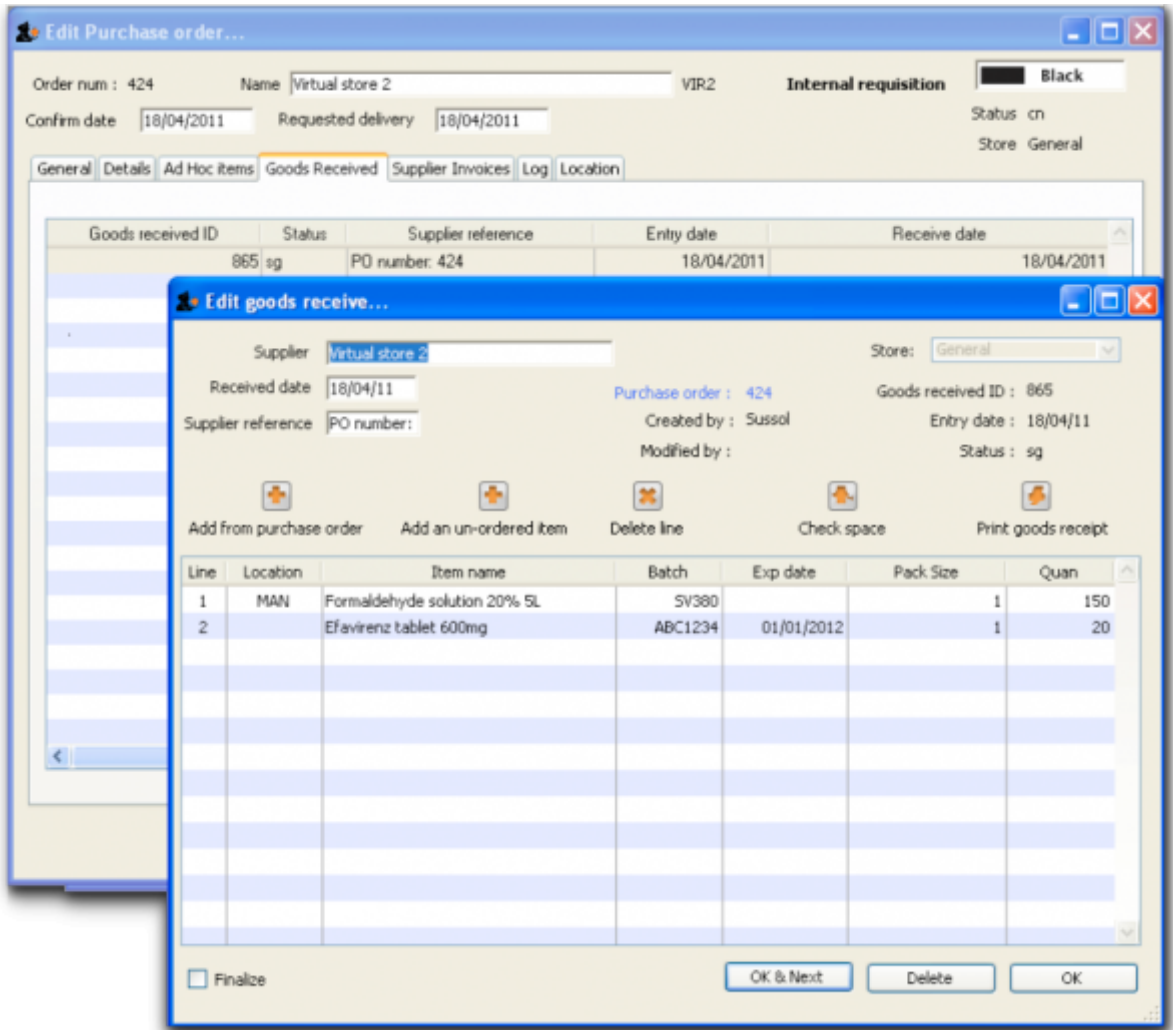 Edit Purchase order...
Order num : 424 Name Virtual store 2 VIR2 Internal requisition Black
Confirm date 18/04/2011 Requested delivery 18/04/2011 Status cn
Store General
General Details Ad Hoc items Goods Received Supplier Invoices Log Location
Goods received ID Status Supplier reference Entry date Receive date
865 sg PO number: 424 18/04/2011 18/04/2011
Edit goods receive...
Supplier Virtual store 2 Store: General
Received date 18/04/11 Purchase order : 424 Goods received ID : 865
Supplier reference PO number: Created by : Sussol Entry date : 18/04/11
Modified by : Status : sg
Add from purchase order Add an un-ordered item Delete line Check space Print goods receipt
Line Location Item name Batch Exp date Pack Size Quan
1 MAN Formaldehyde solution 20% 5L SV380 1 150
2 Efavirenz tablet 600mg ABC1234 01/01/2012 1 20
Finalize OK & Next Delete OK